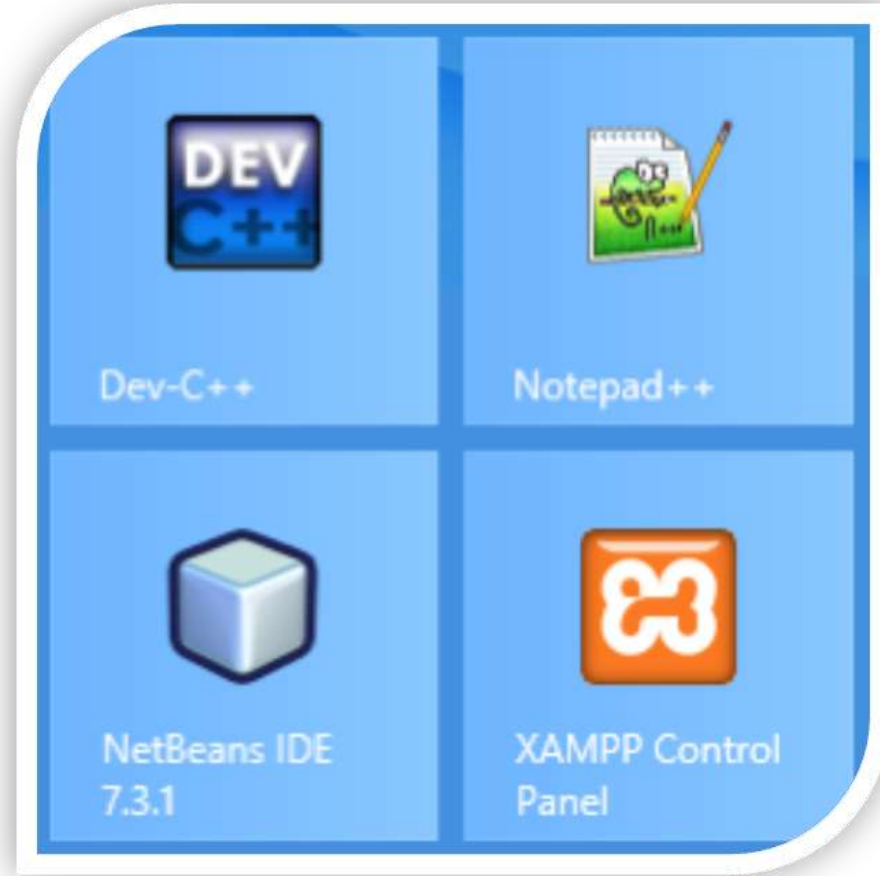 DEV
C++
Dev-C++
Notepad++
NetBeans IDE
7.3.1
XAMPP Control
Panel